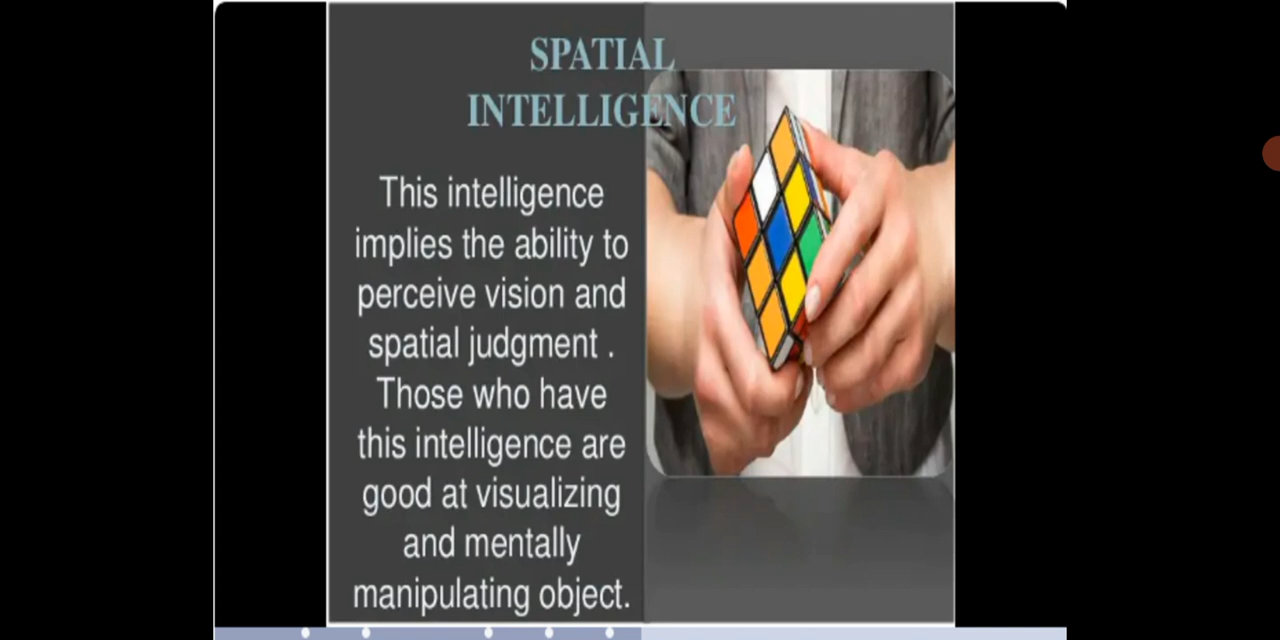 SPATIAL
INTELLIGENCE
This intelligence
implies the ability to
perceive vision and
spatial judgment .
Those who have
this intelligence are
good at visualizing
and mentally
manipulating object.